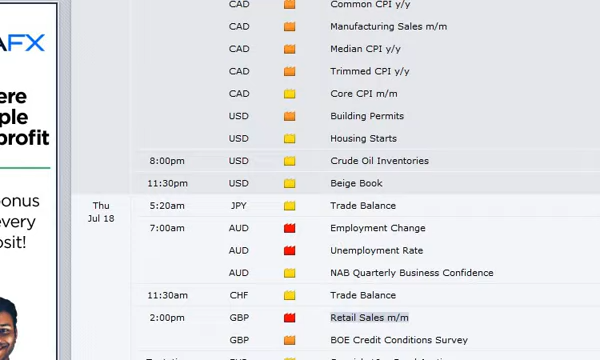 CAD Common CPI y/y
CAD Manufacturing Sales m/m
CAD Median CPI y/y
CAD Trimmed CPI y/y
CAD Core CPI m/m
USD Building Permits
USD Housing Starts
8:00pm USD Crude Oil Inventories
11:30pm USD Beige Book
Thu
Jul 18
5:20am JPY Trade Balance
7:00am AUD Employment Change
AUD Unemployment Rate
AUD NAB Quarterly Business Confidence
11:30am CHF Trade Balance
2:00pm GBP Retail Sales m/m
GBP BOE Credit Conditions Survey
AFX
ere
ple
profit
onus
every
osit!